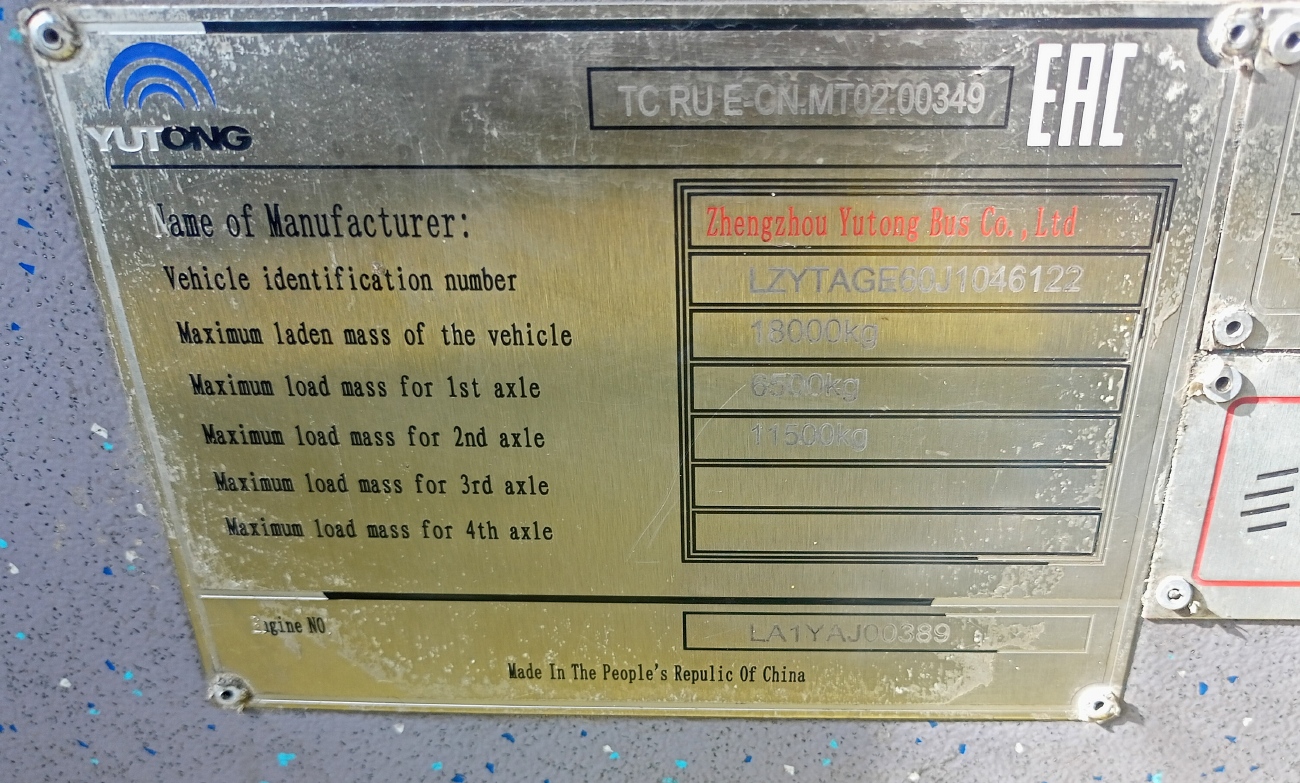 YUTONG
TC RU E-CN.MT02.00349
EAC
Name of Manufacturer: Zhengzhou Yutong Bus Co.,Ltd
Vehicle identification number LZYTAGE60J1046122
Maximum laden mass of the vehicle 18000kg
Maximum load mass for 1st axle 6500kg
Maximum load mass for 2nd axle 11500kg
Maximum load mass for 3rd axle
Maximum load mass for 4th axle
Engine NO LA1YAJ00389
Made In The People's Repulic Of China